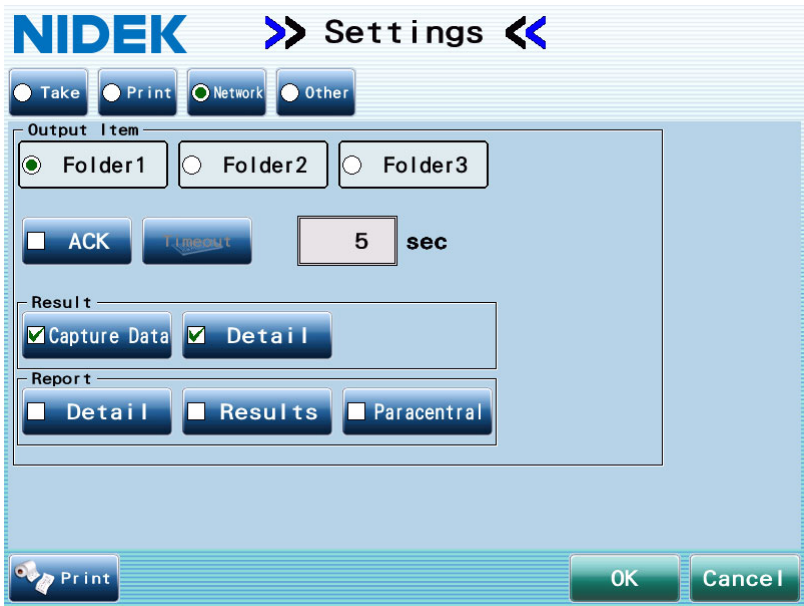 NIDEK >> Settings <<
Take Print Network Other
Output Item
Folder1 Folder2 Folder3
ACK Timeout 5 sec
Result
Capture Data Detail
Report
Detail Results Paracentral
Print OK Cancel